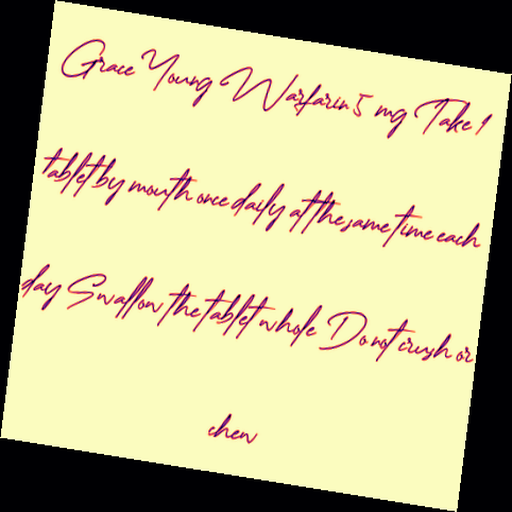 Grace Young Warfarin 5 mg Take 1
tablet by mouth once daily at the same time each
day Swallow the tablet whole Do not crush or
chew